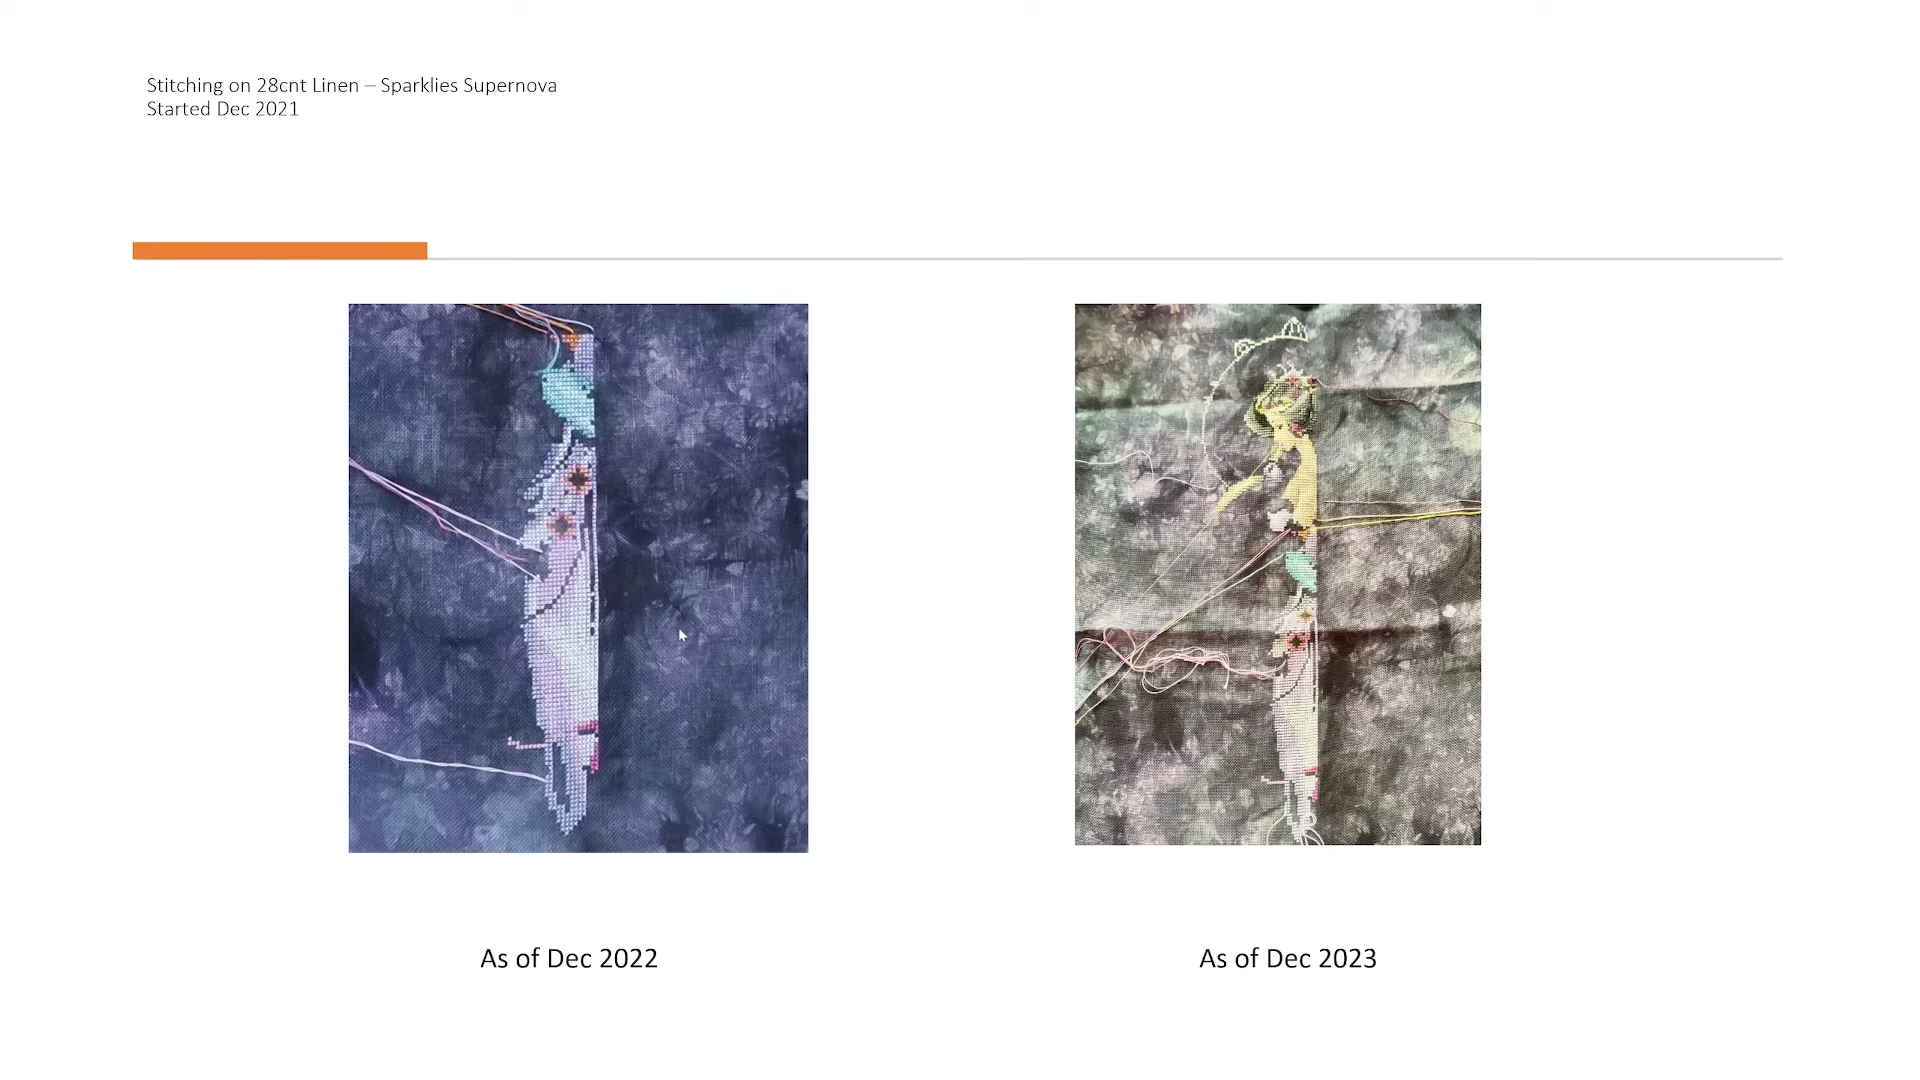 Stitching on 28cnt Linen – Sparklies Supernova
Started Dec 2021
As of Dec 2022
As of Dec 2023